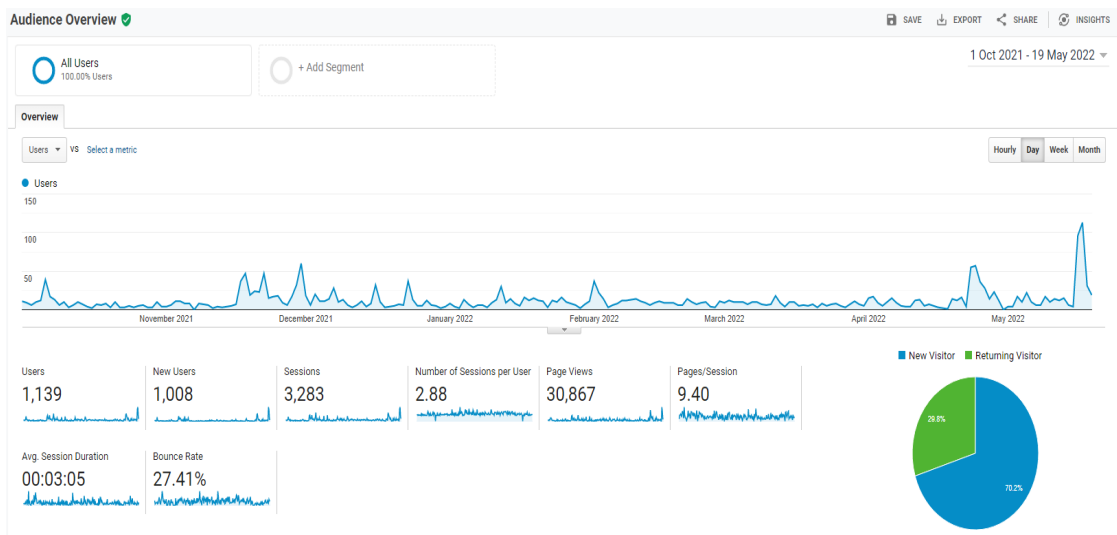 Audience Overview
SAVE EXPORT SHARE INSIGHTS
All Users
100.00% Users
+ Add Segment
1 Oct 2021 - 19 May 2022
Overview
Users VS Select a metric
Hourly Day Week Month
Users
150
100
50
November 2021 December 2021 January 2022 February 2022 March 2022 April 2022 May 2022
New Visitor Returning Visitor
Users
1,139
New Users
1,008
Sessions
3,283
Number of Sessions per User
2.88
Page Views
30,867
Pages/Session
9.40
Avg. Session Duration
00:03:05
Bounce Rate
27.41%
29.8%
70.2%